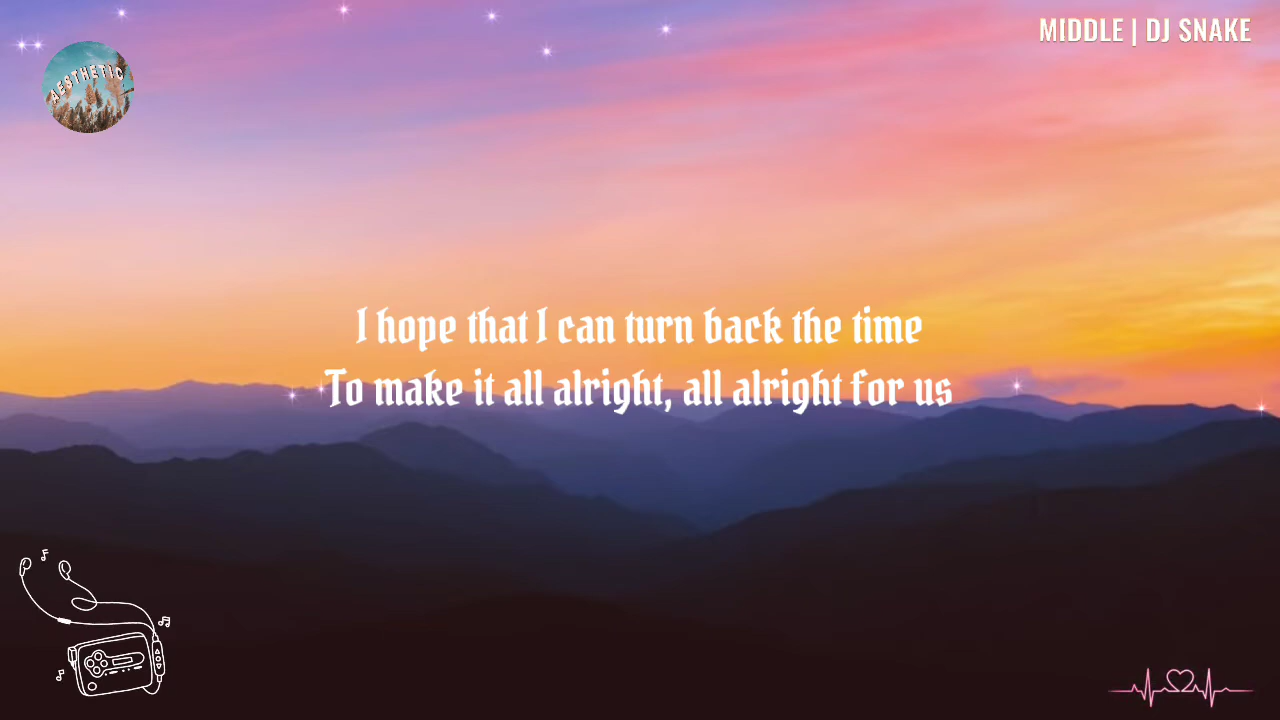 MIDDLE | DJ SNAKE
AESTHETIC
I hope that I can turn back the time
To make it all alright, all alright for us